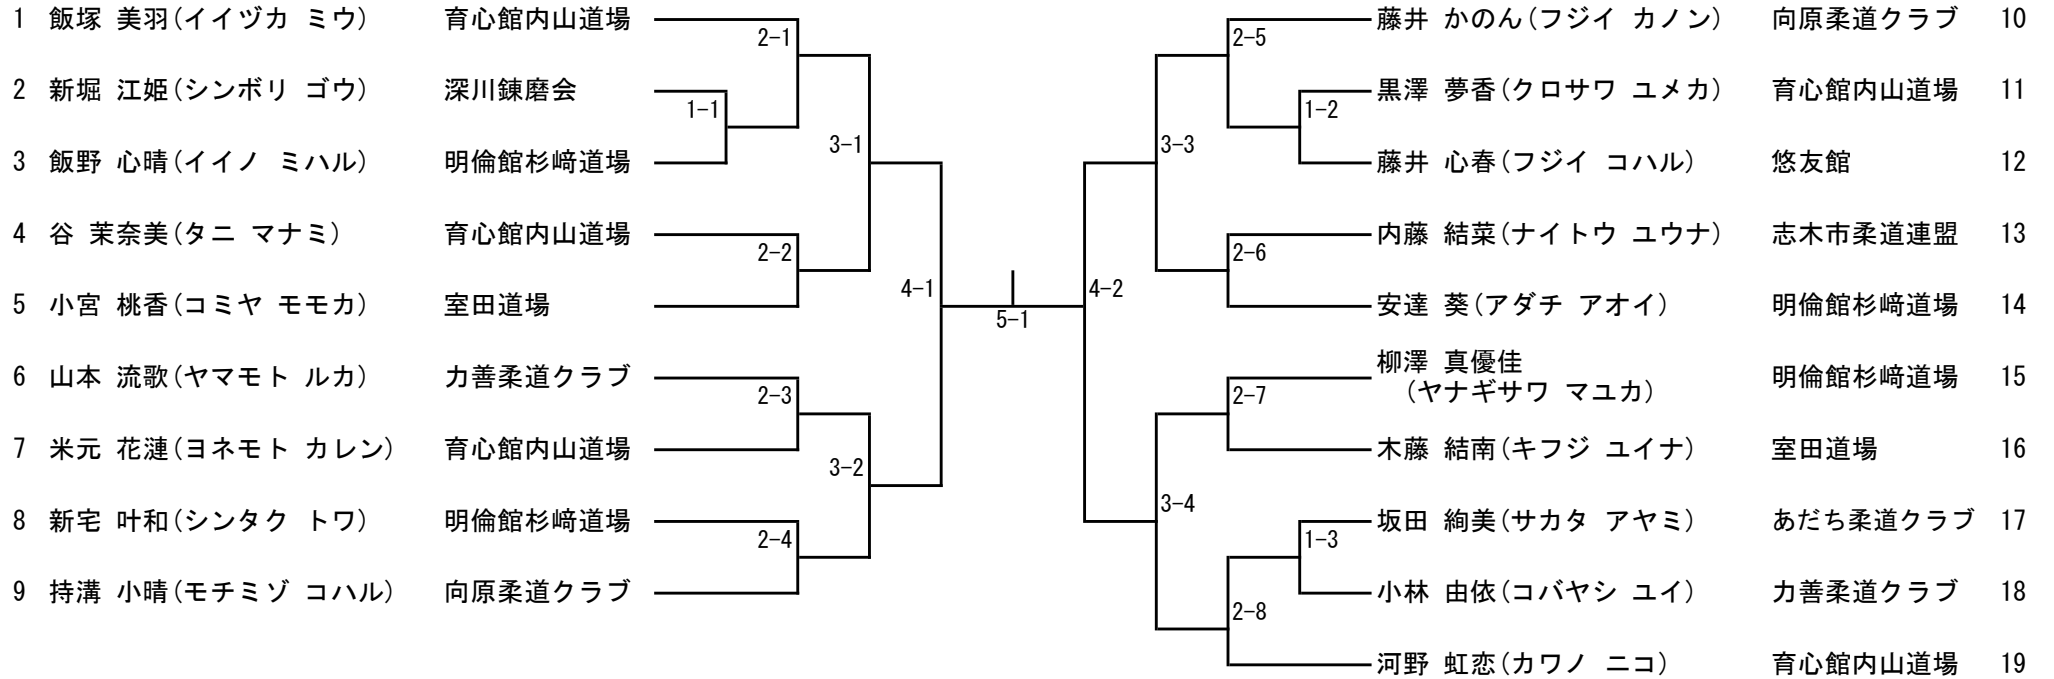 1 飯塚 美羽(イイヅカ ミウ) 育心館内山道場
2 新堀 江姫(シンボリ ゴウ) 深川錬磨会
3 飯野 心晴(イイノ ミハル) 明倫館杉﨑道場
4 谷 茉奈美(タニ マナミ) 育心館内山道場
5 小宮 桃香(コミヤ モモカ) 室田道場
6 山本 流歌(ヤマモト ルカ) 力善柔道クラブ
7 米元 花漣(ヨネモト カレン) 育心館内山道場
8 新宅 叶和(シンタク トワ) 明倫館杉﨑道場
9 持溝 小晴(モチミゾ コハル) 向原柔道クラブ
2-1
1-1
3-1
2-2
4-1
2-3
3-2
2-4
5-1
2-5
1-2
3-3
2-6
4-2
2-7
3-4
1-3
2-8
藤井 かのん(フジイ カノン) 向原柔道クラブ 10
黒澤 夢香(クロサワ ユメカ) 育心館内山道場 11
藤井 心春(フジイ コハル) 悠友館 12
内藤 結菜(ナイトウ ユウナ) 志木市柔道連盟 13
安達 葵(アダチ アオイ) 明倫館杉﨑道場 14
柳澤 真優佳
(ヤナギサワ マユカ) 明倫館杉﨑道場 15
木藤 結南(キフジ ユイナ) 室田道場 16
坂田 絢美(サカタ アヤミ) あだち柔道クラブ 17
小林 由依(コバヤシ ユイ) 力善柔道クラブ 18
河野 虹恋(カワノ ニコ) 育心館内山道場 19